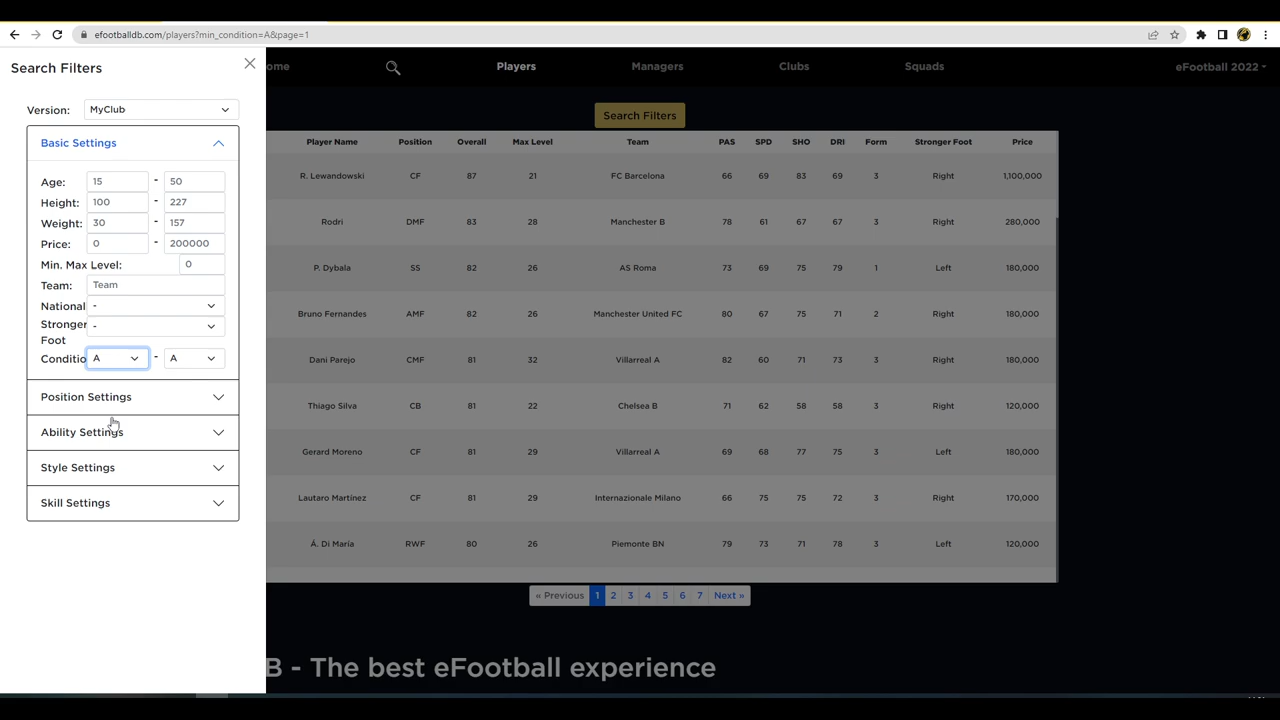 efootballdb.com/players?min_condition=A&page=1
Search Filters
ome
Players
Managers
Clubs
Squads
eFootball 2022
Version: MyClub
Search Filters
Basic Settings
Age: 15 - 50
Height: 100 - 227
Weight: 30 - 157
Price: 0 - 200000
Min. Max Level: 0
Team: Team
National -
Stronger Foot -
Conditio A - A
Position Settings
Ability Settings
Style Settings
Skill Settings
Player Name Position Overall Max Level Team PAS SPD SHO DRI Form Stronger Foot Price
R. Lewandowski CF 87 21 FC Barcelona 66 69 83 69 3 Right 1,100,000
Rodri DMF 83 28 Manchester B 78 61 67 67 3 Right 280,000
P. Dybala SS 82 26 AS Roma 73 69 75 79 1 Left 180,000
Bruno Fernandes AMF 82 26 Manchester United FC 80 67 75 71 2 Right 180,000
Dani Parejo CMF 81 32 Villarreal A 82 60 71 73 3 Right 180,000
Thiago Silva CB 81 22 Chelsea B 71 62 58 58 3 Right 120,000
Gerard Moreno CF 81 29 Villarreal A 69 68 77 75 3 Left 180,000
Lautaro Martínez CF 81 29 Internazionale Milano 66 75 75 72 3 Right 170,000
Á. Di María RWF 80 26 Piemonte BN 79 73 71 78 3 Left 120,000
« Previous 1 2 3 4 5 6 7 Next »
B - The best eFootball experience